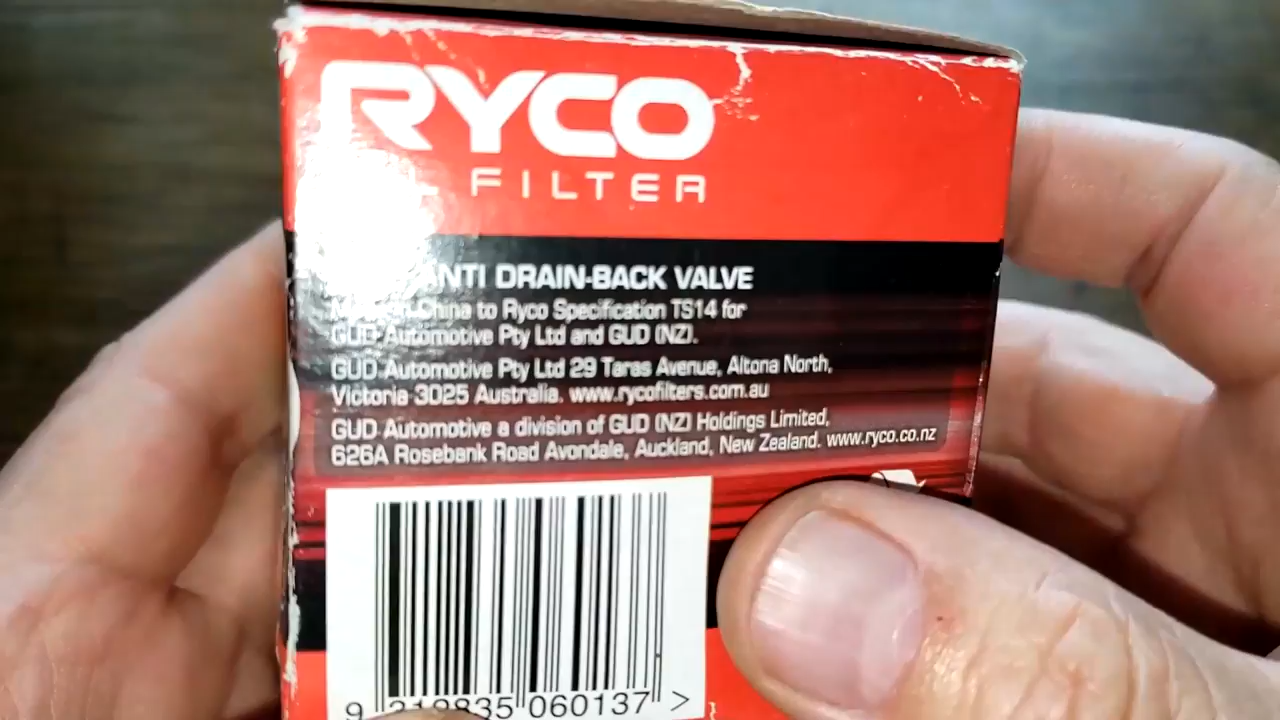 RYCO
FILTER
ANTI DRAIN-BACK VALVE
China to Ryco Specification TS14 for
GUD Automotive Pty Ltd and GUD (NZ).
GUD Automotive Pty Ltd 29 Taras Avenue, Altona North,
Victoria 3025 Australia. www.rycofilters.com.au
GUD Automotive a division of GUD (NZ) Holdings Limited,
626A Rosebank Road Avondale, Auckland, New Zealand. www.ryco.co.nz
9 060137 >